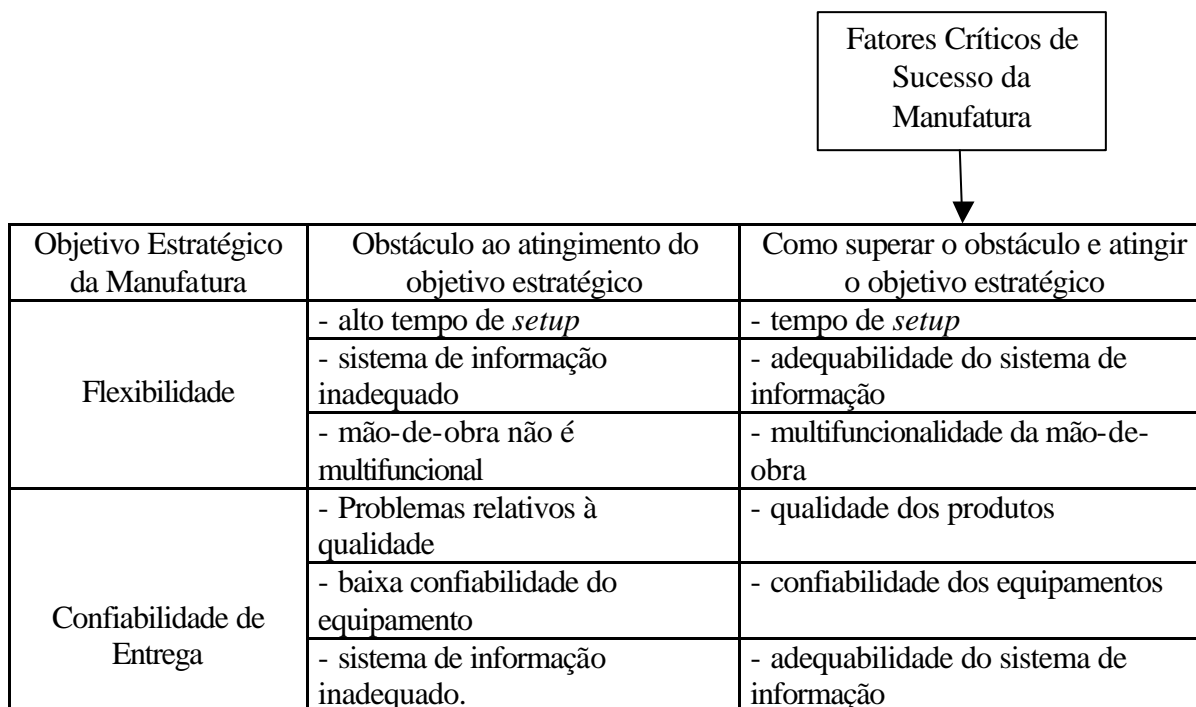 Fatores Críticos de
Sucesso da
Manufatura
Objetivo Estratégico
da Manufatura
Obstáculo ao atingimento do
objetivo estratégico
Como superar o obstáculo e atingir
o objetivo estratégico
Flexibilidade
- alto tempo de setup
- tempo de setup
- sistema de informação
inadequado
- adequabilidade do sistema de
informação
- mão-de-obra não é
multifuncional
- multifuncionalidade da mão-de-
obra
Confiabilidade de
Entrega
- Problemas relativos à
qualidade
- qualidade dos produtos
- baixa confiabilidade do
equipamento
- confiabilidade dos equipamentos
- sistema de informação
inadequado.
- adequabilidade do sistema de
informação